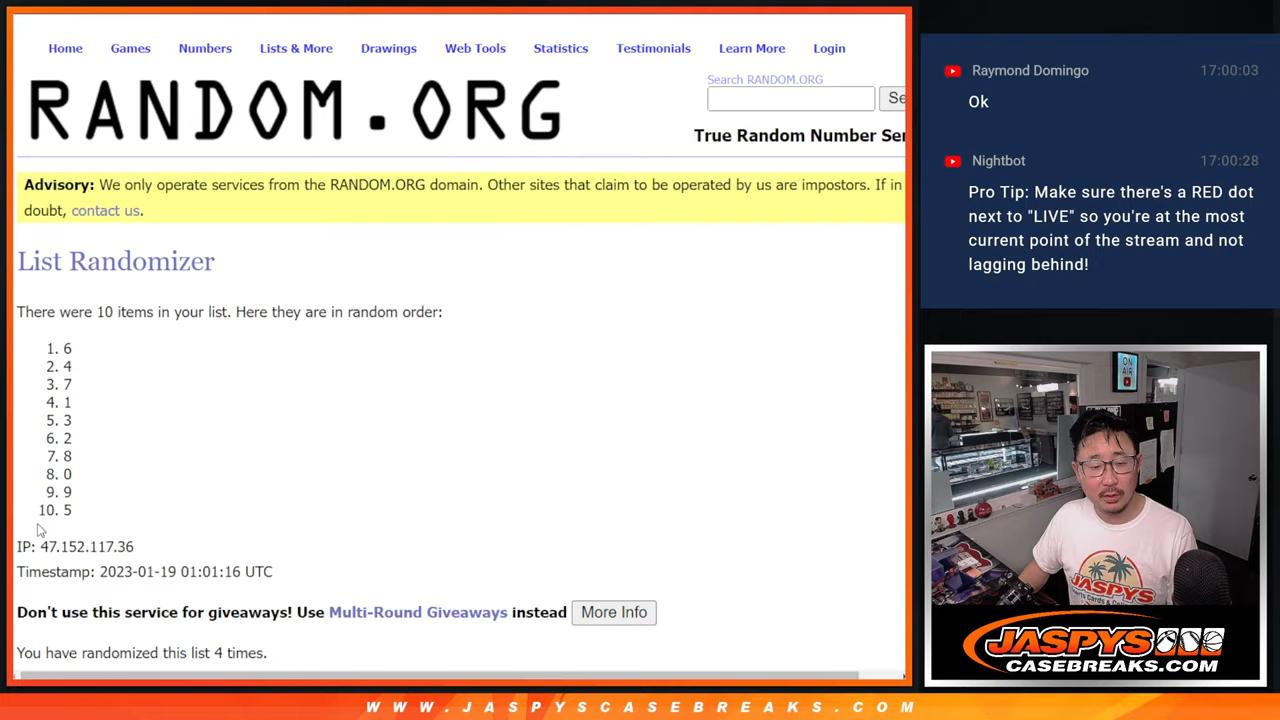 Home Games Numbers Lists & More Drawings Web Tools Statistics Testimonials Learn More Login
RANDOM.ORG
Search RANDOM.ORG
Se
True Random Number Ser
Advisory: We only operate services from the RANDOM.ORG domain. Other sites that claim to be operated by us are impostors. If in
doubt, contact us.
List Randomizer
There were 10 items in your list. Here they are in random order:
1. 6
2. 4
3. 7
4. 1
5. 3
6. 2
7. 8
8. 0
9. 9
10. 5
IP: 47.152.117.36
Timestamp: 2023-01-19 01:01:16 UTC
Don't use this service for giveaways! Use Multi-Round Giveaways instead More Info
You have randomized this list 4 times.
Raymond Domingo 17:00:03
Ok
Nightbot 17:00:28
Pro Tip: Make sure there's a RED dot
next to "LIVE" so you're at the most
current point of the stream and not
lagging behind!
ON
AIR
JASPYS
JASPYS
CASEBREAKS.COM
WWW.JASPYSCASEBREAKS.COM